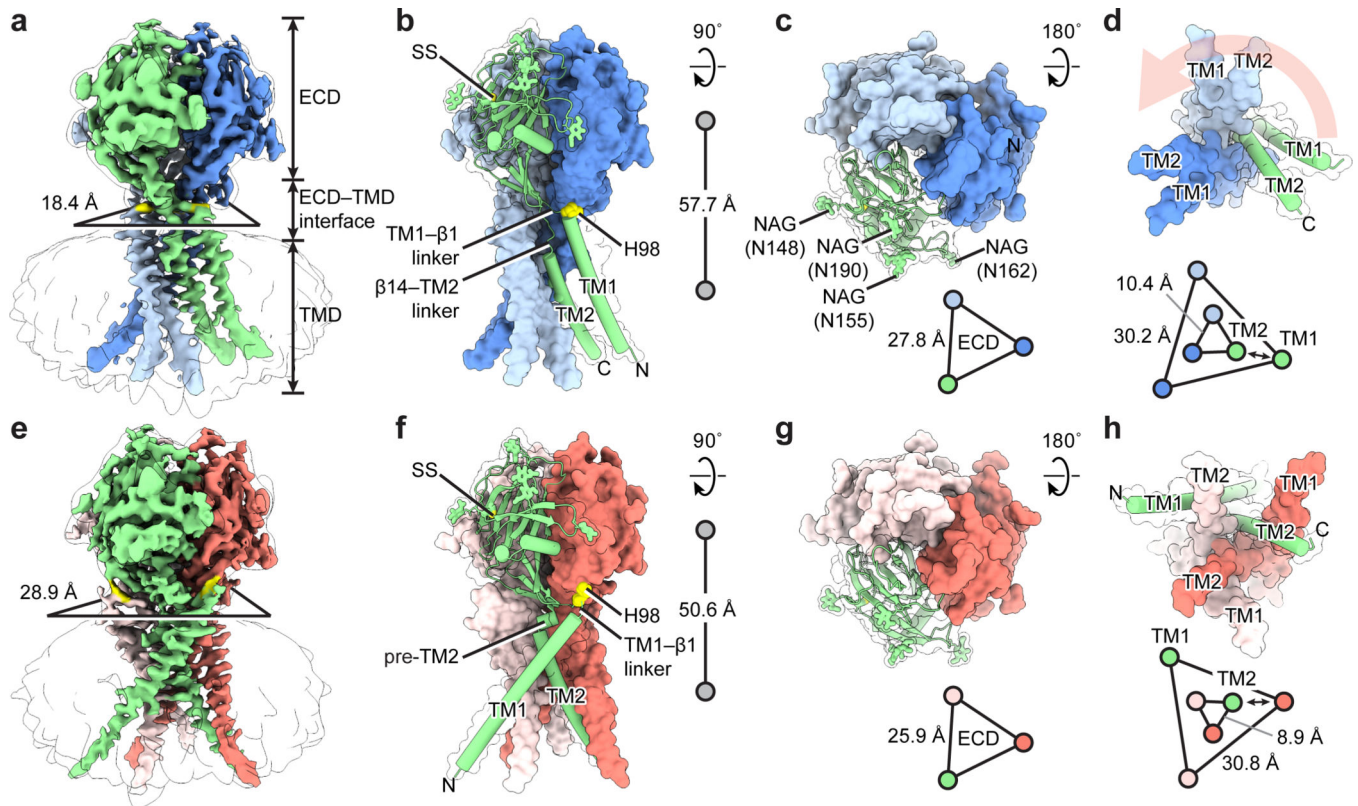 a
18.4 Å
ECD
ECD–TMD
interface
TMD
b
SS
TM1–β1
linker
β14–TM2
linker
H98
TM1
TM2
C
N
90°
57.7 Å
c
N
NAG
(N148)
NAG
(N190)
NAG
(N155)
NAG
(N162)
27.8 Å
ECD
180°
d
TM1
TM2
TM1
TM2
TM2
TM1
C
10.4 Å
30.2 Å
TM2
TM1
e
28.9 Å
f
SS
H98
pre-TM2
TM1–β1
linker
TM1
TM2
N
90°
50.6 Å
g
25.9 Å
ECD
180°
h
N
TM1
TM2
TM1
TM2
C
TM2
TM1
TM1
TM2
8.9 Å
30.8 Å